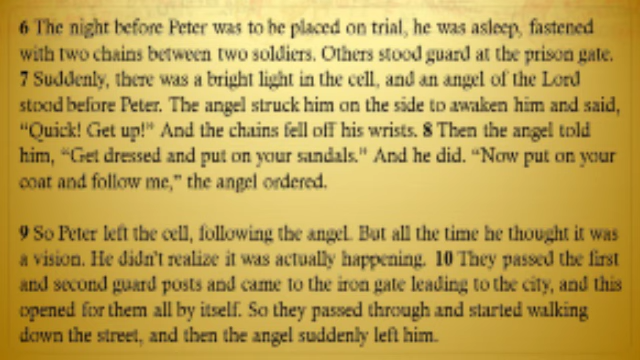 6 The night before Peter was to be placed on trial, he was asleep, fastened
with two chains between two soldiers. Others stood guard at the prison gate.
7 Suddenly, there was a bright light in the cell, and an angel of the Lord
stood before Peter. The angel struck him on the side to awaken him and said,
“Quick! Get up!” And the chains fell off his wrists. 8 Then the angel told
him, “Get dressed and put on your sandals.” And he did. “Now put on your
coat and follow me,” the angel ordered.
9 So Peter left the cell, following the angel. But all the time he thought it was
a vision. He didn’t realize it was actually happening. 10 They passed the first
and second guard posts and came to the iron gate leading to the city, and this
opened for them all by itself. So they passed through and started walking
down the street, and then the angel suddenly left him.